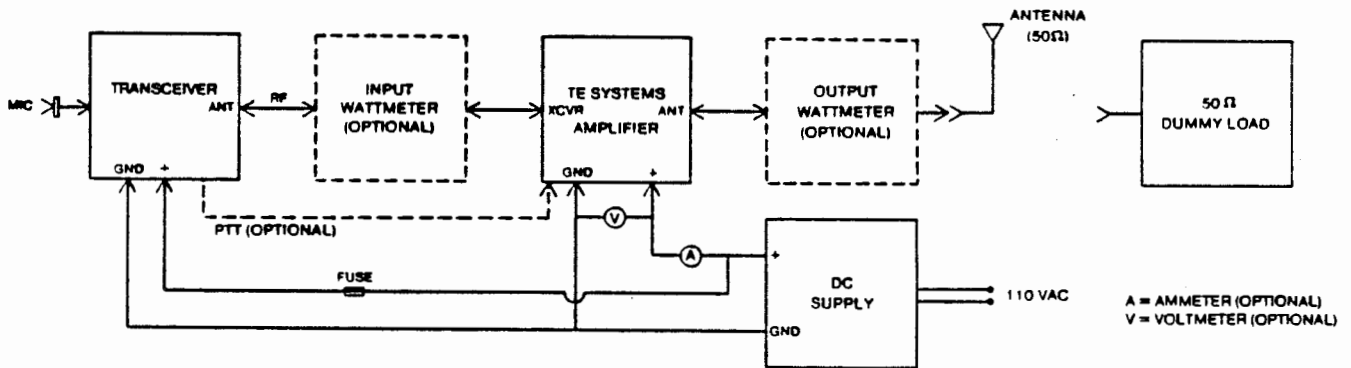 ANTENNA
(50Ω)
MIC
TRANSCEIVER
ANT
GND
+
RF
INPUT
WATTMETER
(OPTIONAL)
TE SYSTEMS
XCVR
AMPLIFIER
ANT
GND
+
OUTPUT
WATTMETER
(OPTIONAL)
50 Ω
DUMMY LOAD
PTT (OPTIONAL)
V
A
FUSE
+
DC
SUPPLY
GND
110 VAC
A = AMMETER (OPTIONAL)
V = VOLTMETER (OPTIONAL)